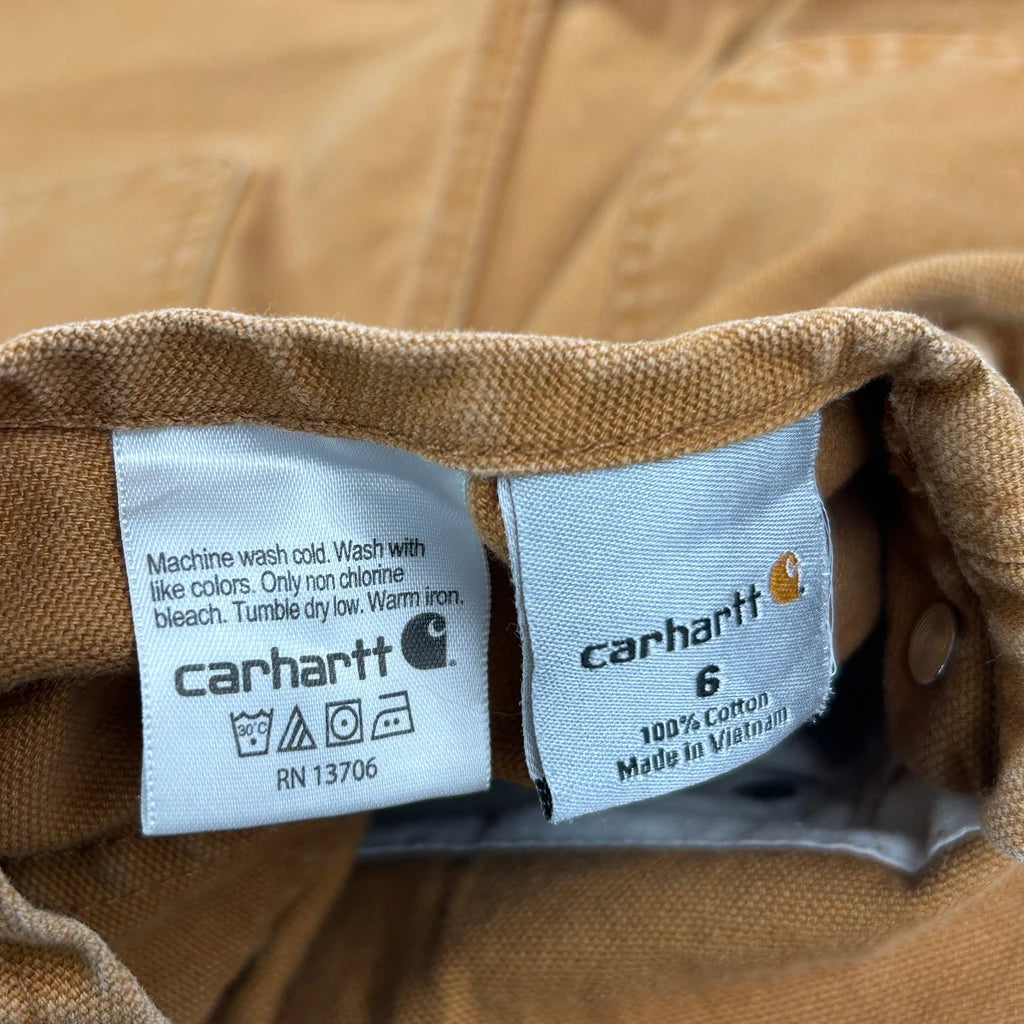 Machine wash cold. Wash with
like colors. Only non chlorine
bleach. Tumble dry low. Warm iron.
carhartt
30°C
RN 13706
carhartt
6
100% Cotton
Made in Vietnam